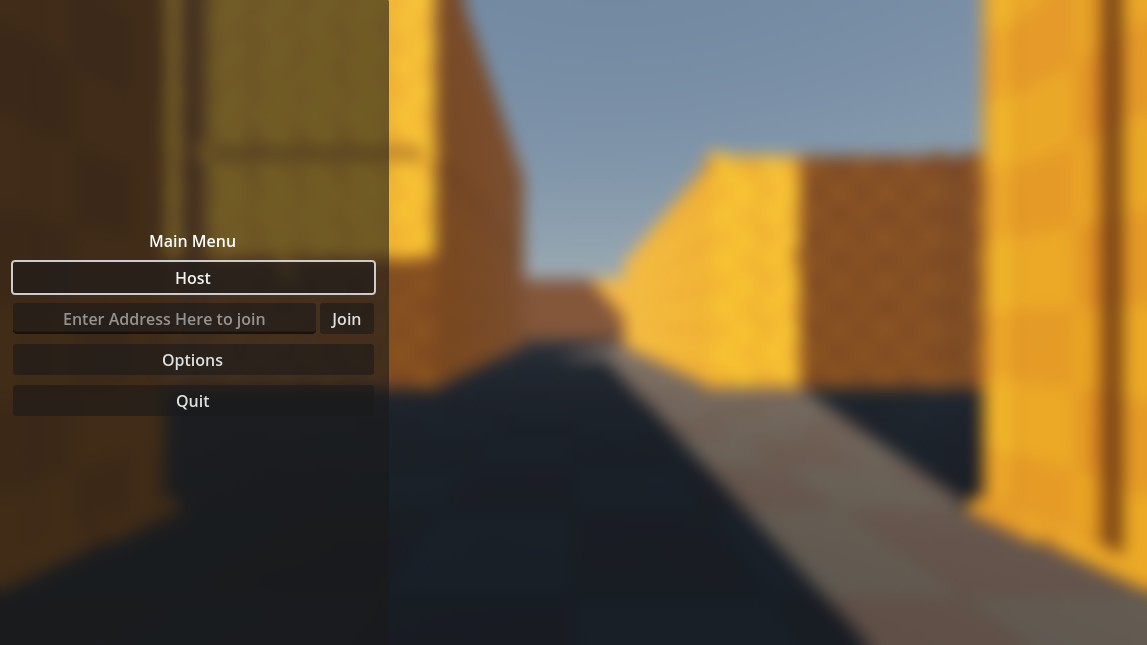 Main Menu
Host
Enter Address Here to join
Join
Options
Quit